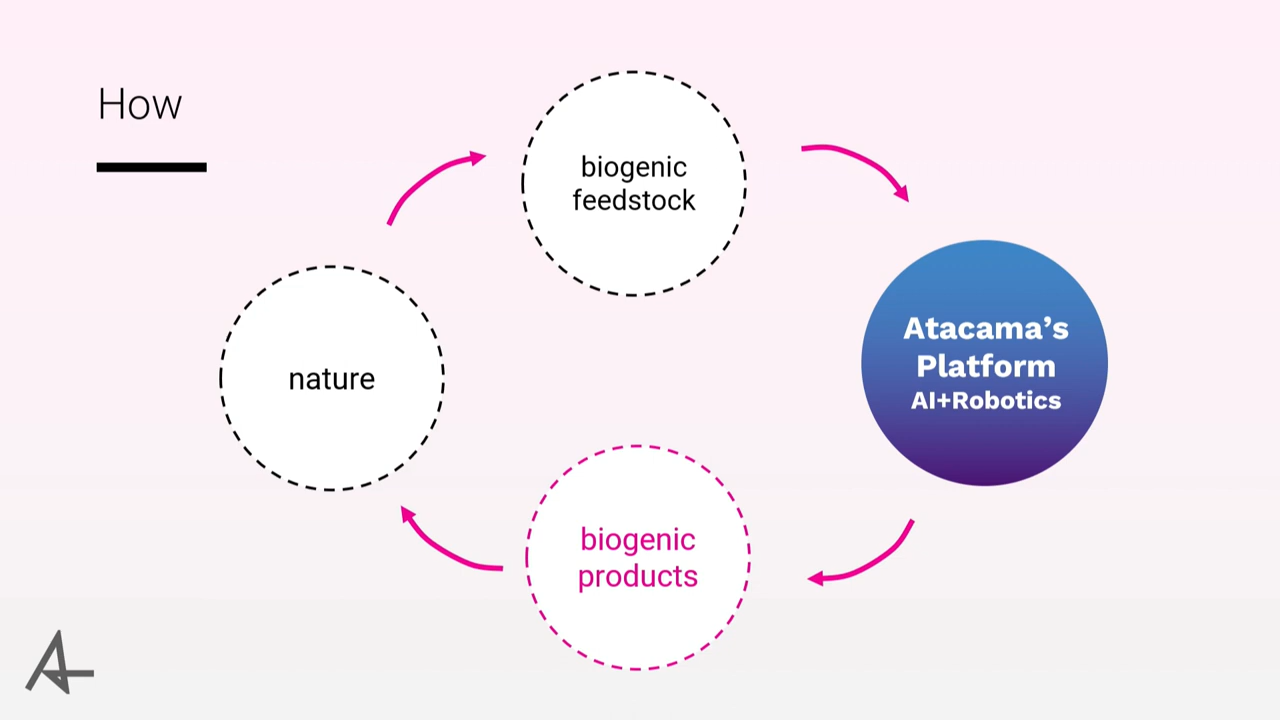 How
biogenic
feedstock
Atacama’s
Platform
AI+Robotics
nature
biogenic
products